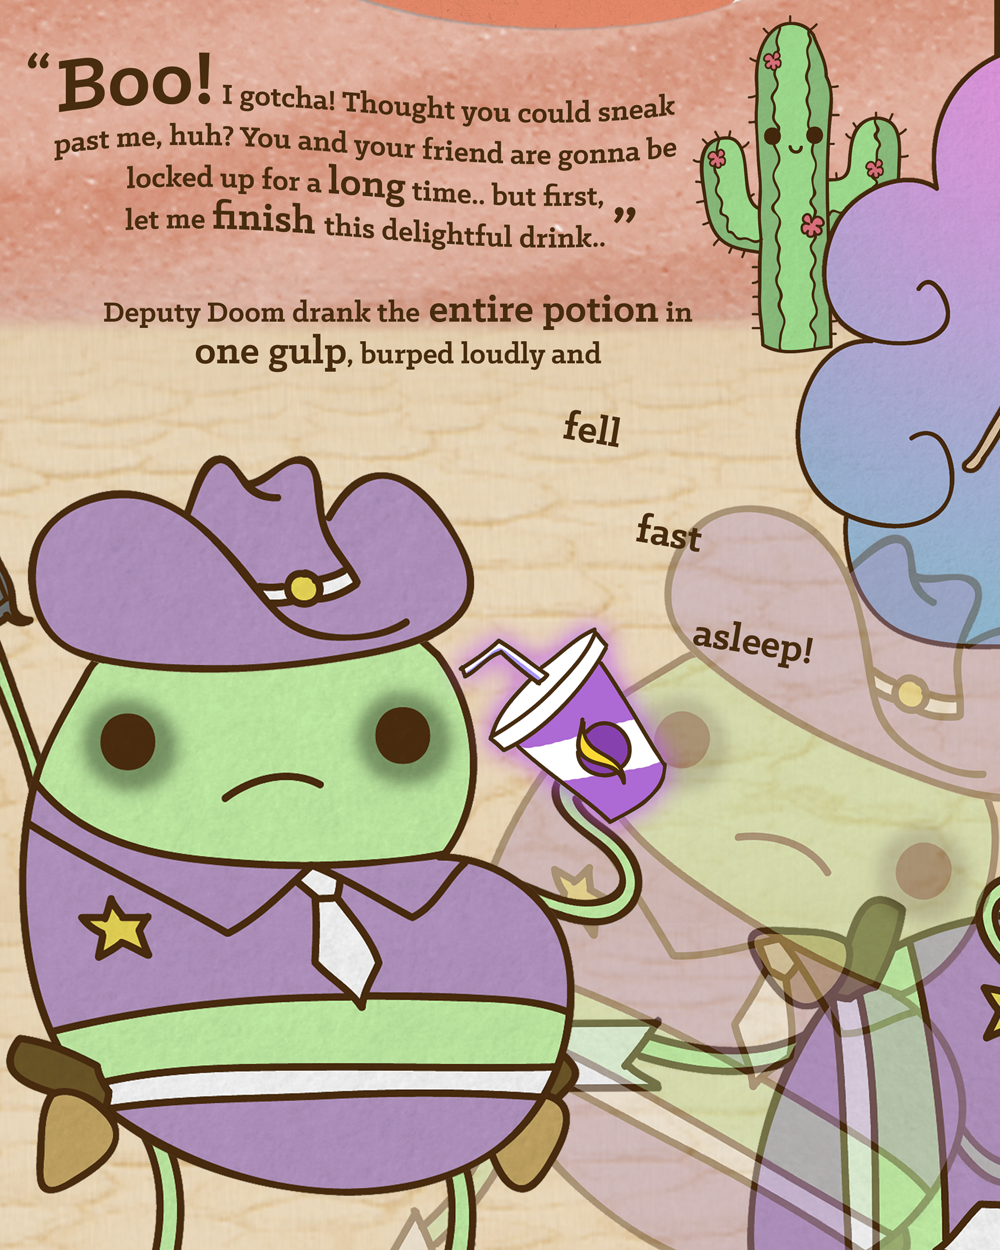 “Boo! I gotcha! Thought you could sneak
past me, huh? You and your friend are gonna be
locked up for a long time.. but first,
let me finish this delightful drink.. ”
Deputy Doom drank the entire potion in
one gulp, burped loudly and
fell
fast
asleep!